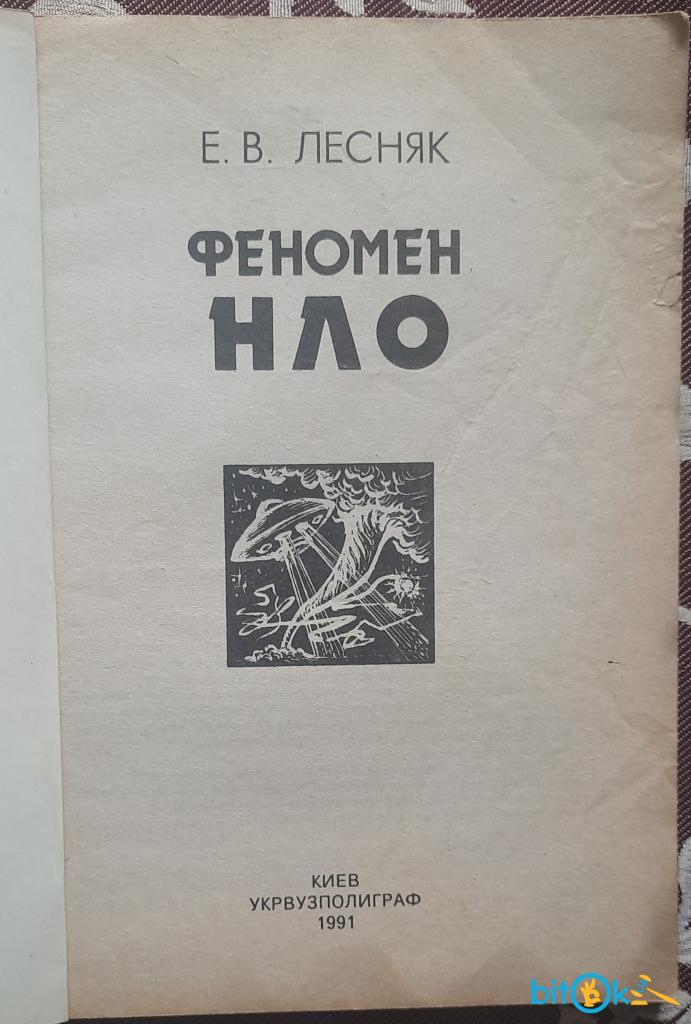 Е. В. ЛЕСНЯК
ФЕНОМЕН
НЛО
КИЕВ
УКРВУЗПОЛИГРАФ
1991
bitOk